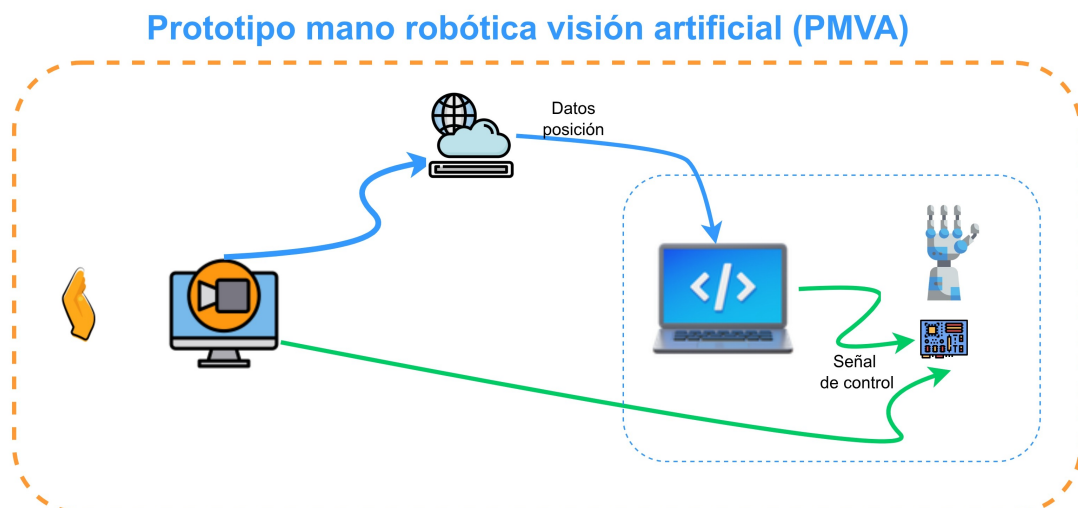 Prototipo mano robótica visión artificial (PMVA)
Datos
posición
</>
Señal
de control